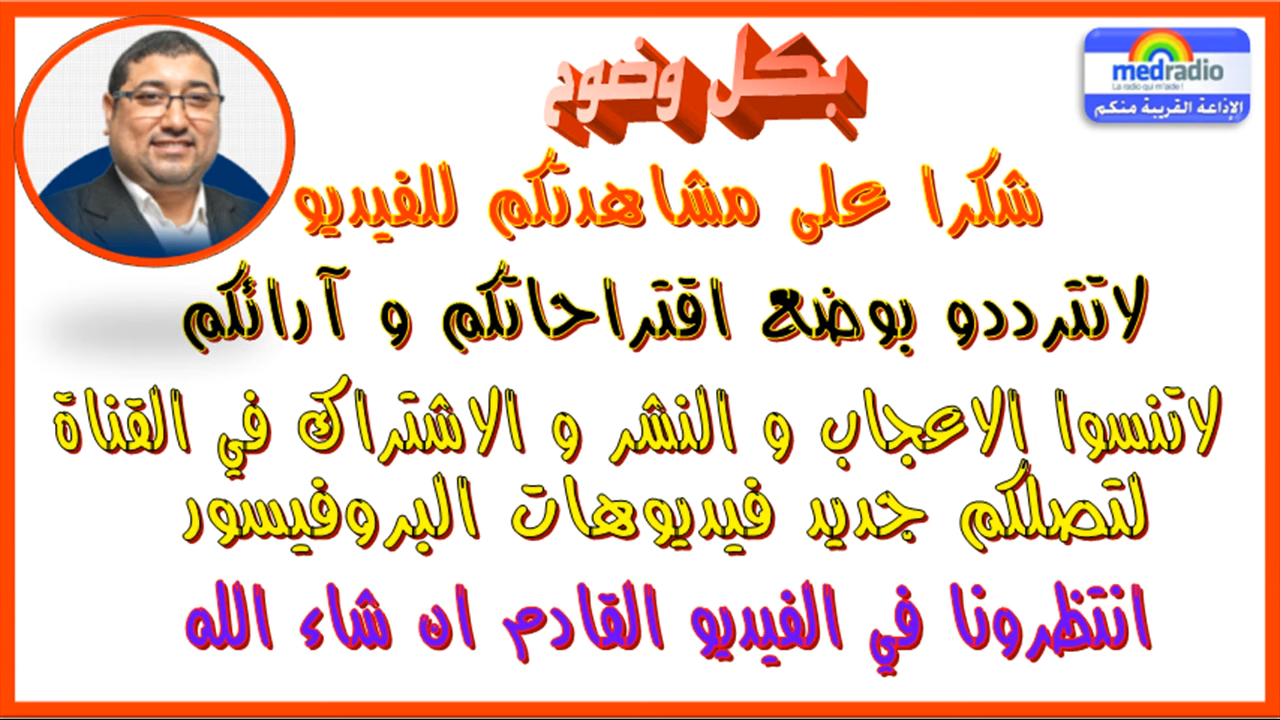 بكل وضوح
medradio
La radio qui m'aide !
الإذاعة القريبة منكم
شكرا على مشاهدتكم للفيديو
لاتترددو بوضع اقتراحاتكم و آرائكم
لاتنسوا الاعجاب و النشر و الاشتراك في القناة
لتصلكم جديد فيديوهات البروفيسور
انتظرونا في الفيديو القادم ان شاء الله